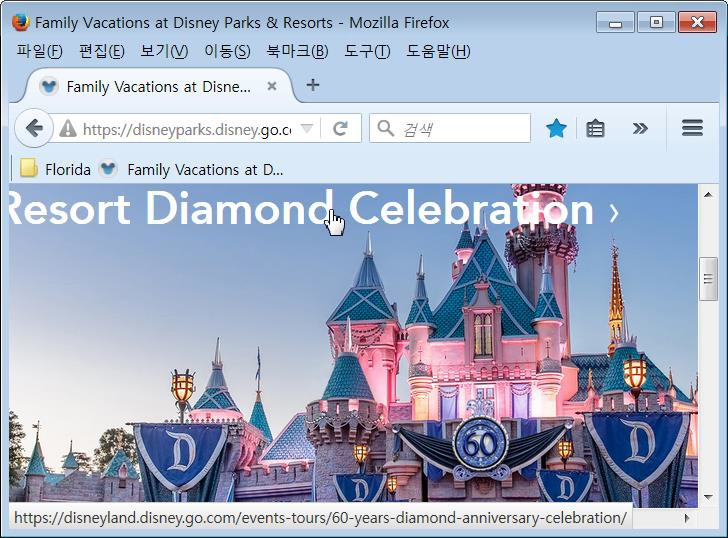 Family Vacations at Disney Parks & Resorts - Mozilla Firefox
파일(F) 편집(E) 보기(V) 이동(S) 북마크(B) 도구(T) 도움말(H)
Family Vacations at Disne...
https://disneyparks.disney.go.co
검색
Florida Family Vacations at D...
Resort Diamond Celebration ›
D
60
D
D
https://disneyland.disney.go.com/events-tours/60-years-diamond-anniversary-celebration/